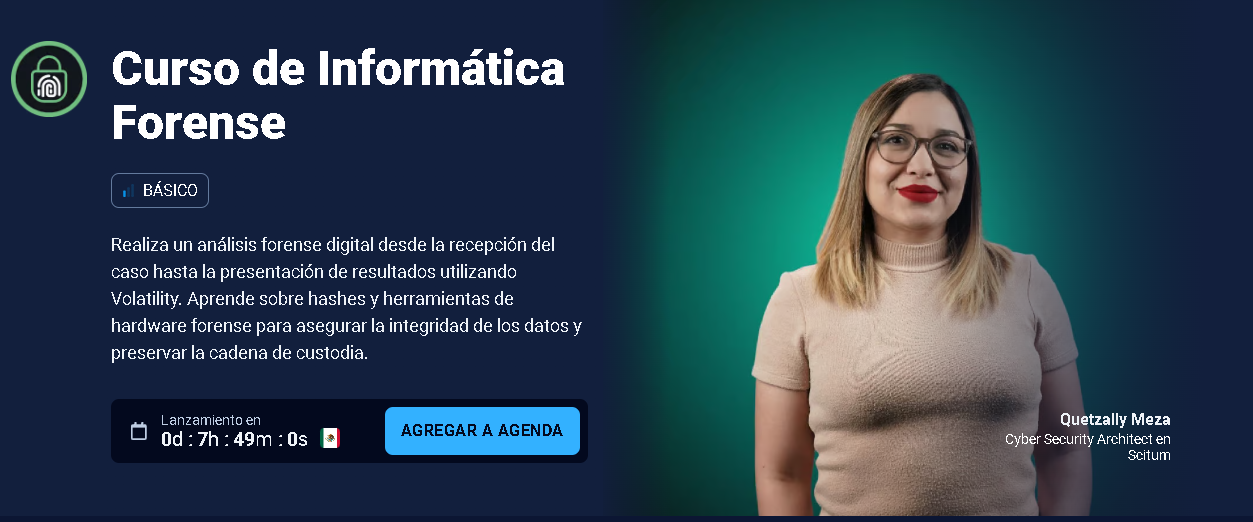 Curso de Informática
Forense
BÁSICO
Realiza un análisis forense digital desde la recepción del
caso hasta la presentación de resultados utilizando
Volatility. Aprende sobre hashes y herramientas de
hardware forense para asegurar la integridad de los datos y
preservar la cadena de custodia.
Lanzamiento en
0d : 7h : 49m : 0s
AGREGAR A AGENDA
Quetzally Meza
Cyber Security Architect en
Scitum